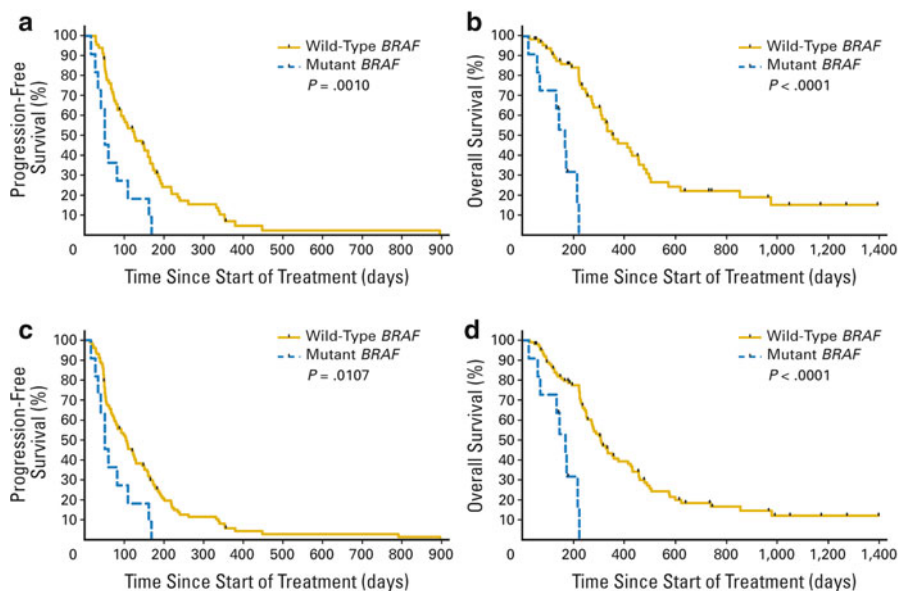 a
Wild-Type BRAF
Mutant BRAF
P = .0010
Progression-Free
Survival (%)
100
90
80
70
60
50
40
30
20
10
0 100 200 300 400 500 600 700 800 900
Time Since Start of Treatment (days)
b
Wild-Type BRAF
Mutant BRAF
P < .0001
Overall Survival (%)
100
90
80
70
60
50
40
30
20
10
0 200 400 600 800 1,000 1,200 1,400
Time Since Start of Treatment (days)
c
Wild-Type BRAF
Mutant BRAF
P = .0107
Progression-Free
Survival (%)
100
90
80
70
60
50
40
30
20
10
0 100 200 300 400 500 600 700 800 900
Time Since Start of Treatment (days)
d
Wild-Type BRAF
Mutant BRAF
P < .0001
Overall Survival (%)
100
90
80
70
60
50
40
30
20
10
0 200 400 600 800 1,000 1,200 1,400
Time Since Start of Treatment (days)